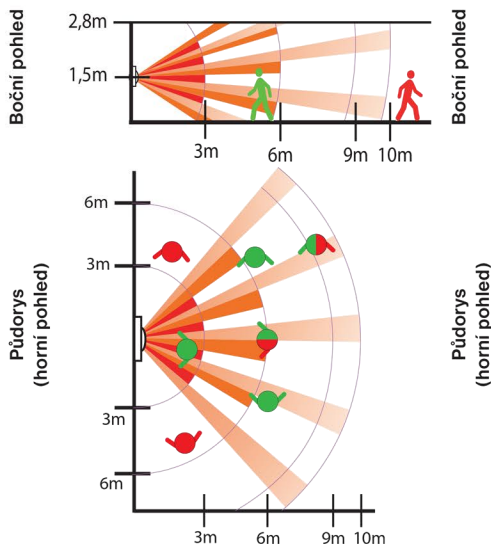 Boční pohled
2,8m
1,5m
3m
6m
9m
10m
Boční pohled
Půdorys
(horní pohled)
6m
3m
3m
6m
3m
6m
9m
10m
Půdorys
(horní pohled)